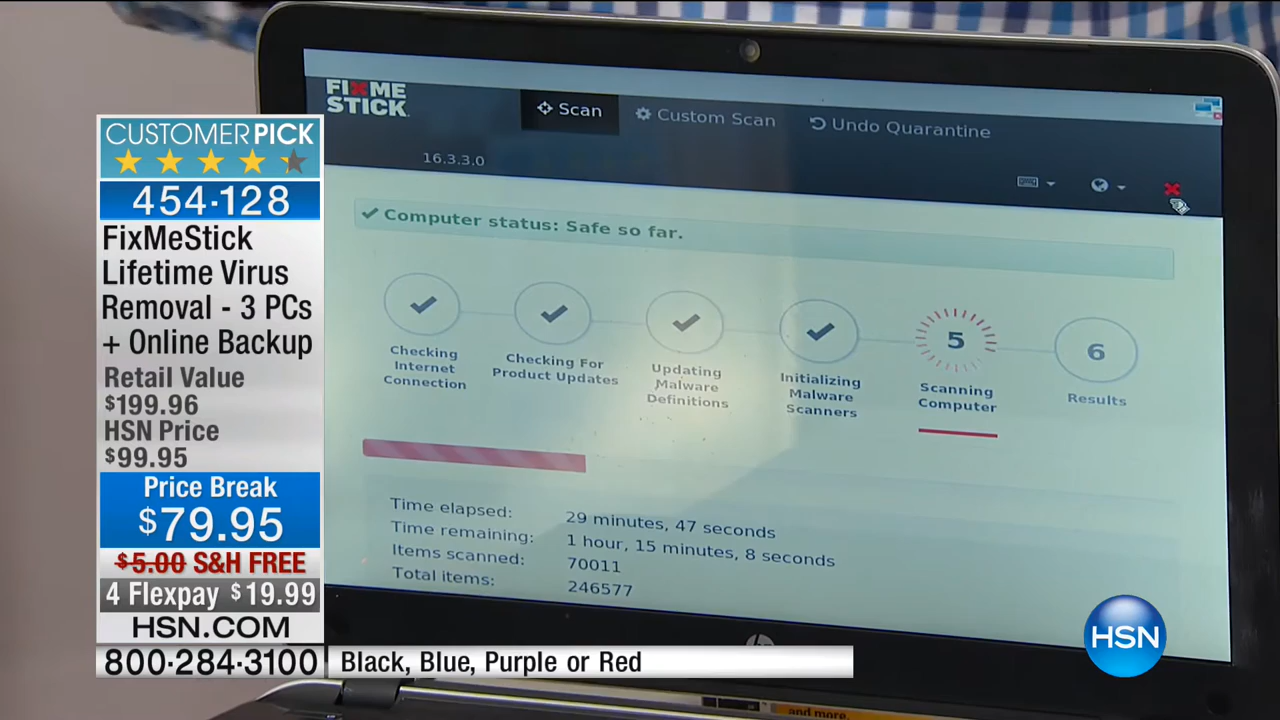 CUSTOMER PICK
454·128
FixMeStick
Lifetime Virus
Removal - 3 PCs
+ Online Backup
Retail Value
$199.96
HSN Price
$99.95
Price Break
$79.95
$5.00 S&H FREE
4 Flexpay $19.99
HSN.COM
800·284·3100
Black, Blue, Purple or Red
FIXME
STICK
16.3.3.0
Scan
Custom Scan
Undo Quarantine
Computer status: Safe so far.
Checking
Internet
Connection
Checking For
Product Updates
Updating
Malware
Definitions
Initializing
Malware
Scanners
5
Scanning
Computer
6
Results
Time elapsed: 29 minutes, 47 seconds
Time remaining: 1 hour, 15 minutes, 8 seconds
Items scanned: 70011
Total items: 246577
hp
and more.
HSN